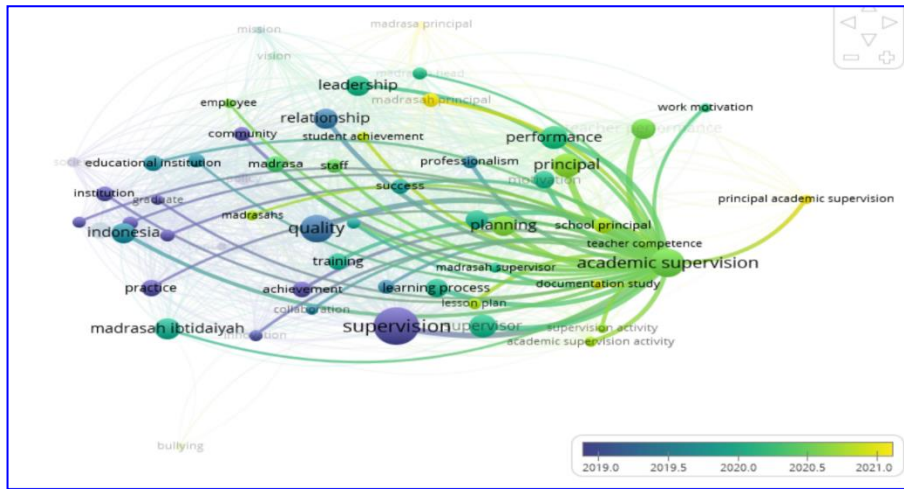 mission
madrasa principal
vision
madrasah head
leadership
madrasah principal
employee
work motivation
relationship
community
student achievement
performance
teacher performance
educational institution
madrasa
staff
professionalism
principal
motivation
success
institution
graduate
principal academic supervision
madrasahs
indonesia
quality
planning
school principal
teacher competence
training
madrasah supervisor
academic supervision
practice
achievement
learning process
documentation study
collaboration
lesson plan
madrasah ibtidaiyah
supervision
supervisor
supervision activity
innovation
academic supervision activity
bullying
2019.0
2019.5
2020.0
2020.5
2021.0